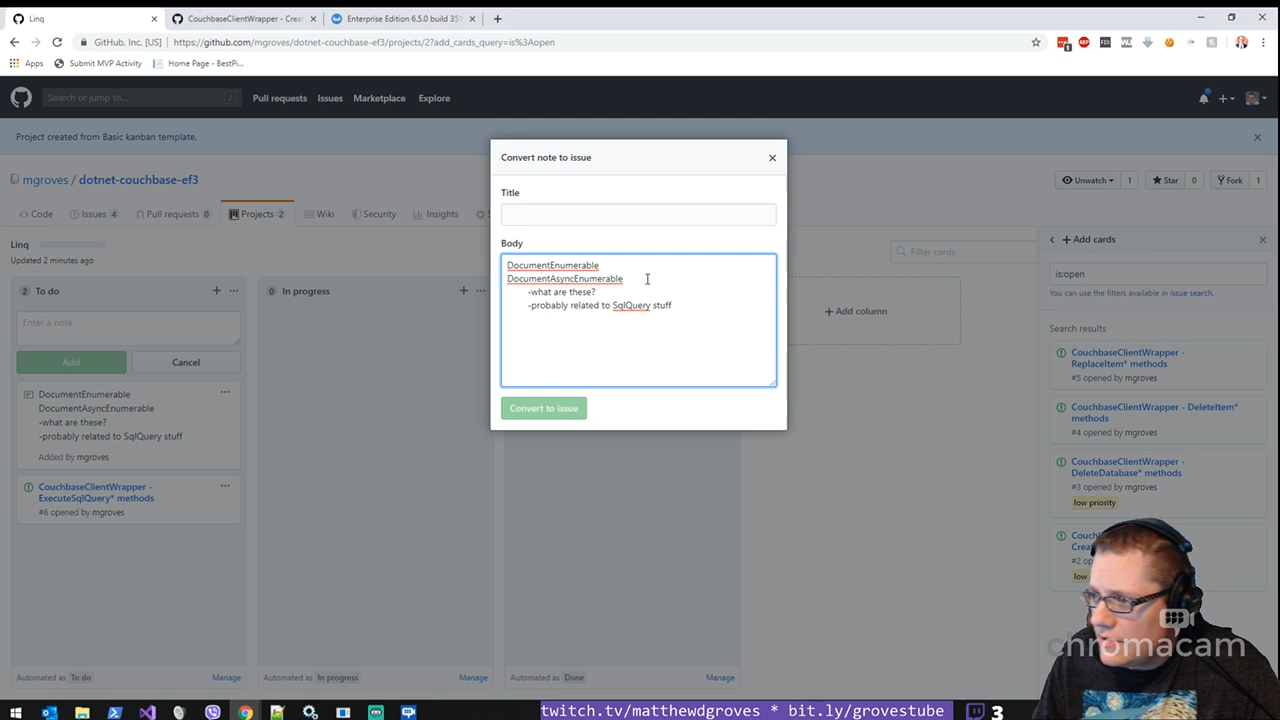 Linq
CouchbaseClientWrapper - Crea
Enterprise Edition 6.5.0 build 351
GitHub, Inc. [US]
https://github.com/mgroves/dotnet-couchbase-ef3/projects/2?add_cards_query=is%3Aopen
Apps
Submit MVP Activity
Home Page - BestPi...
Search or jump to...
/
Pull requests
Issues
Marketplace
Explore
Project created from Basic kanban template.
mgroves / dotnet-couchbase-ef3
Unwatch
1
Star
0
Fork
1
Code
Issues 4
Pull requests 0
Projects 2
Wiki
Security
Insights
Linq
Updated 2 minutes ago
Filter cards
2 To do
Enter a note
Add
Cancel
DocumentEnumerable
DocumentAsyncEnumerable
-what are these?
-probably related to SqlQuery stuff
Added by mgroves
CouchbaseClientWrapper -
ExecuteSqlQuery* methods
#6 opened by mgroves
Automated as To do
Manage
0 In progress
Automated as In progress
Manage
Automated as Done
Manage
+ Add column
Convert note to issue
Title
Body
DocumentEnumerable
DocumentAsyncEnumerable
-what are these?
-probably related to SqlQuery stuff
Convert to issue
+ Add cards
is:open
You can use the filters available in issue search.
Search results
CouchbaseClientWrapper -
ReplaceItem* methods
#5 opened by mgroves
CouchbaseClientWrapper - DeleteItem*
methods
#4 opened by mgroves
CouchbaseClientWrapper -
DeleteDatabase* methods
#3 opened by mgroves
low priority
chromacam
twitch.tv/matthewdgroves * bit.ly/grovestube
3